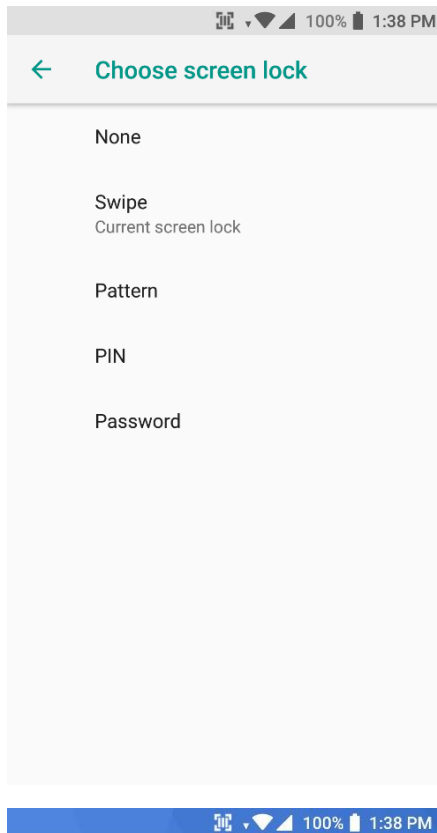 100% 1:38 PM
Choose screen lock
None
Swipe
Current screen lock
Pattern
PIN
Password
100% 1:38 PM